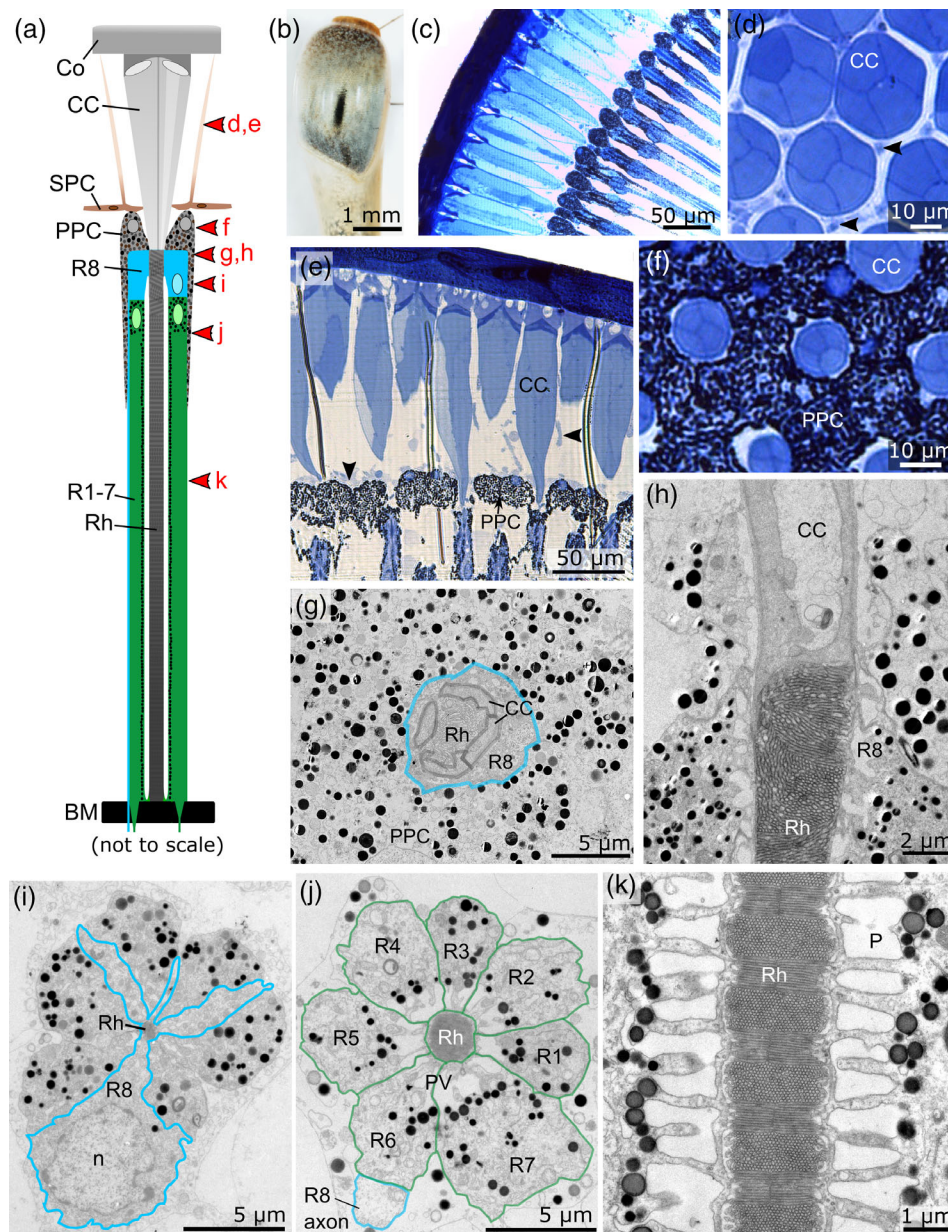 (a)
Co
CC
d,e
SPC
PPC
f
g,h
R8
i
j
k
R1-7
Rh
BM
(not to scale)
(b)
1 mm
(c)
50 µm
(d)
CC
10 µm
(e)
CC
PPC
50 µm
(f)
CC
PPC
10 µm
(g)
CC
Rh
R8
PPC
5 µm
(h)
CC
R8
Rh
2 µm
(i)
Rh
R8
n
5 µm
(j)
R4
R3
R2
R5
Rh
R1
PV
R6
R7
R8
axon
5 µm
(k)
P
Rh
1 µm